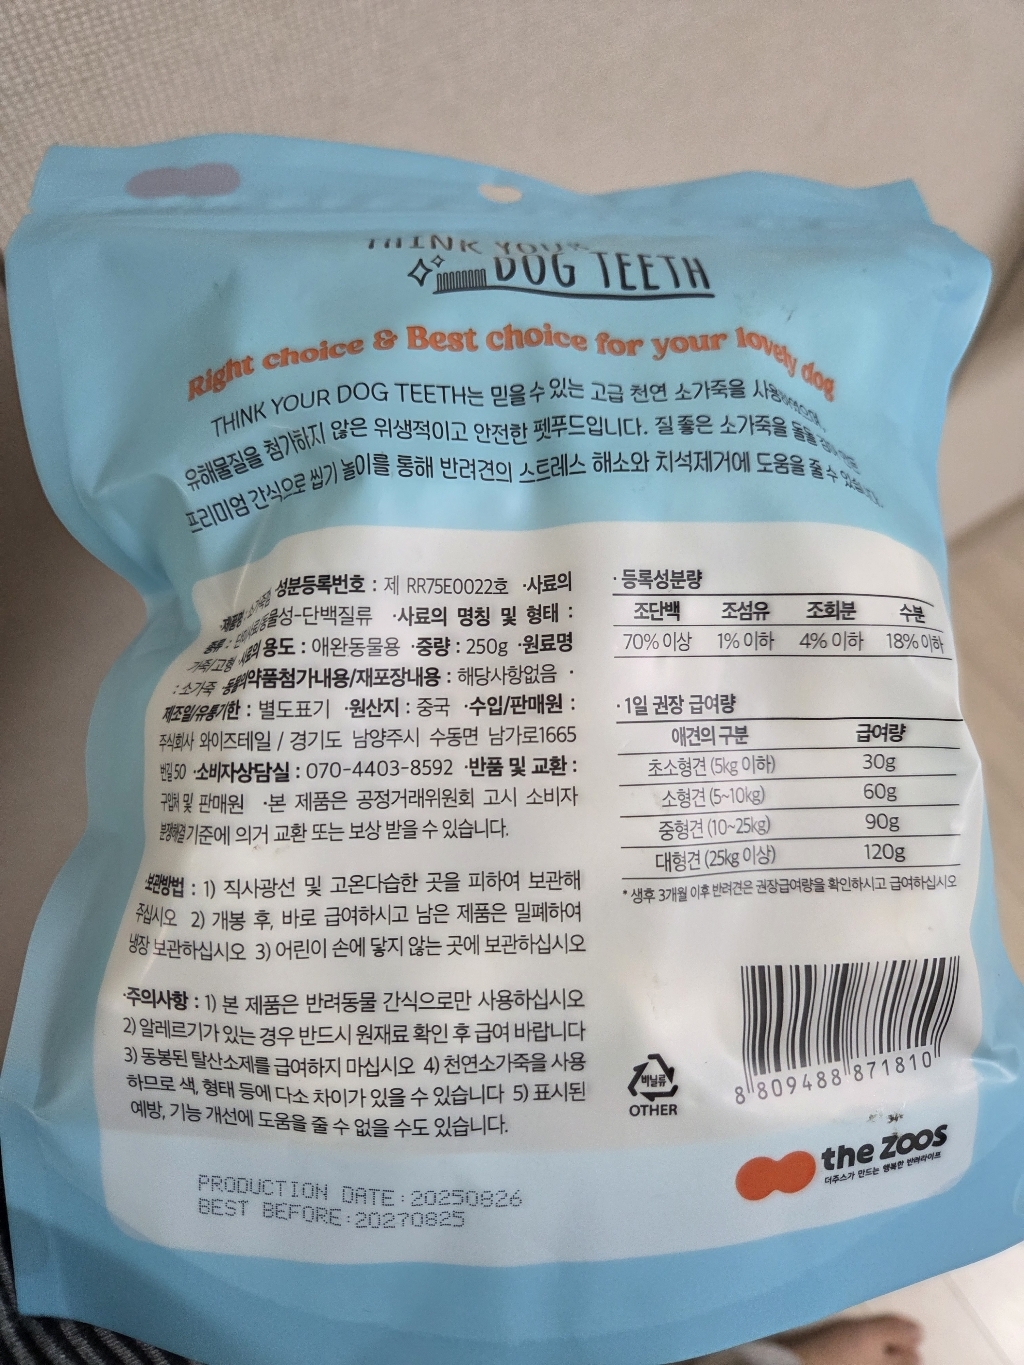 THINK YOUR
DOG TEETH
Right choice & Best choice for your lovely dog
THINK YOUR DOG TEETH는 믿을 수 있는 고급 천연 소가죽을
유해물질을 첨가하지 않은 위생적이고 안전한 펫푸드입니다. 질 좋은 소가죽을 돌돌
프리미엄 간식으로 씹기 놀이를 통해 반려견의 스트레스 해소와 치석제거에 도움을 줄 수
·제품명 : 성분등록번호 : 제 RR75E0022호 ·사료의
종류 : 동물성-단백질류 ·사료의 명칭 및 형태 :
가죽/고형 ·사료의 용도 : 애완동물용 ·중량 : 250g ·원료명
: 소가죽 ·동물의약품첨가내용/재포장내용 : 해당사항없음 ·
제조일/유통기한 : 별도표기 ·원산지 : 중국 ·수입/판매원 :
주식회사 와이즈테일 / 경기도 남양주시 수동면 남가로1665
번길 50 ·소비자상담실 : 070-4403-8592 ·반품 및 교환 :
구입처 및 판매원 ·본 제품은 공정거래위원회 고시 소비자
분쟁해결 기준에 의거 교환 또는 보상 받을 수 있습니다.
·보관방법 : 1) 직사광선 및 고온다습한 곳을 피하여 보관해
주십시오 2) 개봉 후, 바로 급여하시고 남은 제품은 밀폐하여
냉장 보관하십시오 3) 어린이 손에 닿지 않는 곳에 보관하십시오
·주의사항 : 1) 본 제품은 반려동물 간식으로만 사용하십시오
2) 알레르기가 있는 경우 반드시 원재료 확인 후 급여 바랍니다
3) 동봉된 탈산소제를 급여하지 마십시오 4) 천연소가죽을 사용
하므로 색, 형태 등에 다소 차이가 있을 수 있습니다 5) 표시된
예방, 기능 개선에 도움을 줄 수 없을 수도 있습니다.
PRODUCTION DATE:20250826
BEST BEFORE:20270825
·등록성분량
조단백 조섬유 조회분 수분
70% 이상 1% 이하 4% 이하 18% 이하
·1일 권장 급여량
애견의 구분 급여량
초소형견 (5kg 이하) 30g
소형견 (5~10kg) 60g
중형견 (10~25kg) 90g
대형견 (25kg 이상) 120g
* 생후 3개월 이후 반려견은 권장급여량을 확인하시고 급여하십시오
비닐류
OTHER
8 809488 871810
the ZOOS
더주스가 만드는 행복한 반려라이프